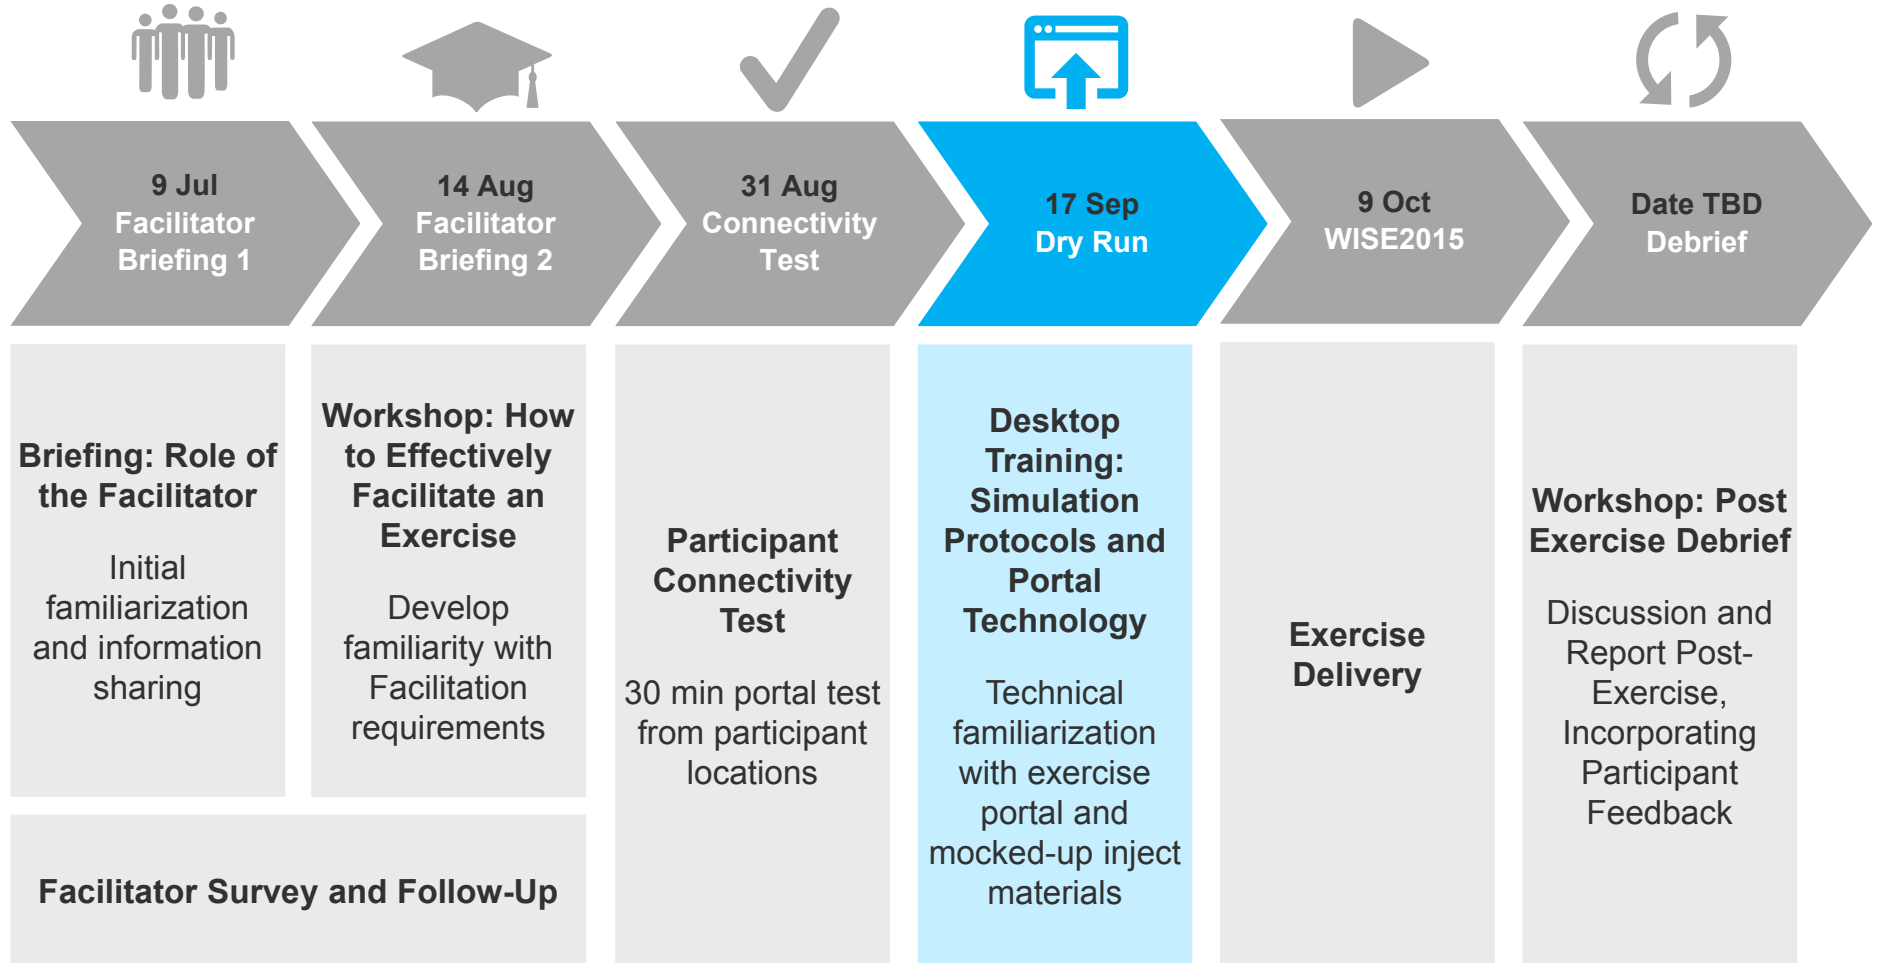 9 Jul
Facilitator
Briefing 1
14 Aug
Facilitator
Briefing 2
31 Aug
Connectivity
Test
17 Sep
Dry Run
9 Oct
WISE2015
Date TBD
Debrief
Briefing: Role of
the Facilitator
Initial
familiarization
and information
sharing
Workshop: How
to Effectively
Facilitate an
Exercise
Develop
familiarity with
Facilitation
requirements
Facilitator Survey and Follow-Up
Participant
Connectivity
Test
30 min portal test
from participant
locations
Desktop
Training:
Simulation
Protocols and
Portal
Technology
Technical
familiarization
with exercise
portal and
mocked-up inject
materials
Exercise
Delivery
Workshop: Post
Exercise Debrief
Discussion and
Report Post-
Exercise,
Incorporating
Participant
Feedback